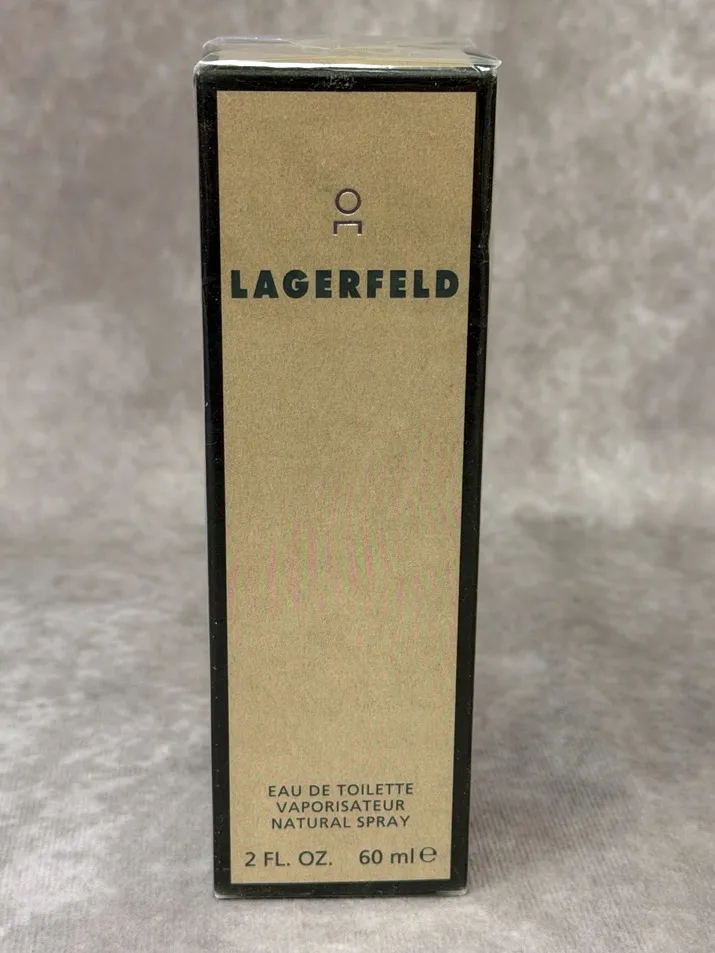 LAGERFELD
EAU DE TOILETTE
VAPORISATEUR
NATURAL SPRAY
2 FL. OZ. 60 ml ℮